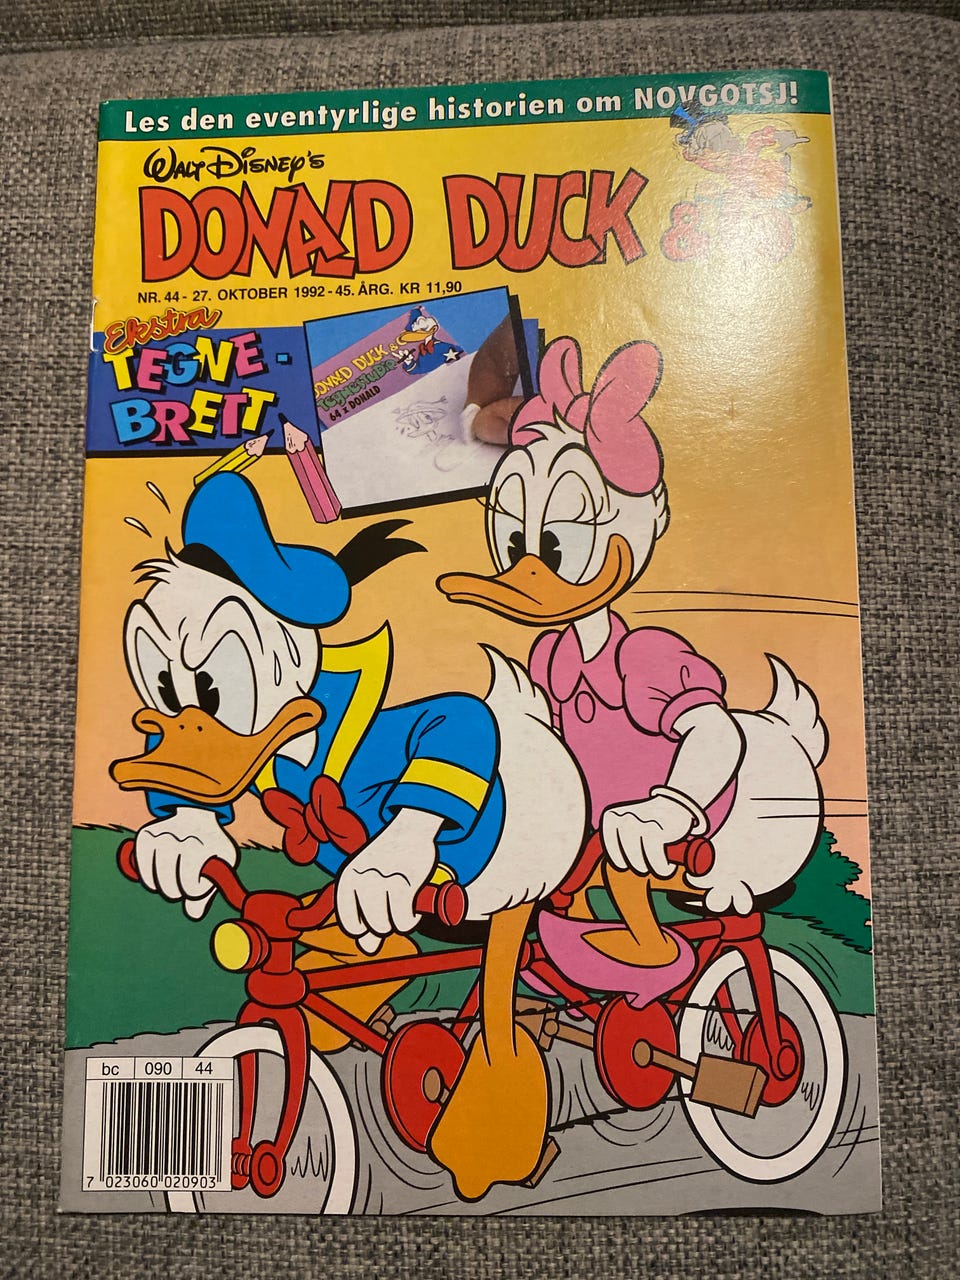 Les den eventyrlige historien om NOVGOTSJ!
WALT DISNEY'S
DONALD DUCK & CO
NR. 44 - 27. OKTOBER 1992 - 45. ÅRG. KR 11,90
Ekstra
TEGNE-
BRETT
DONALD DUCK &
TEGNESTUDIO
64 x DONALD
bc 090 44
7 023060 020903